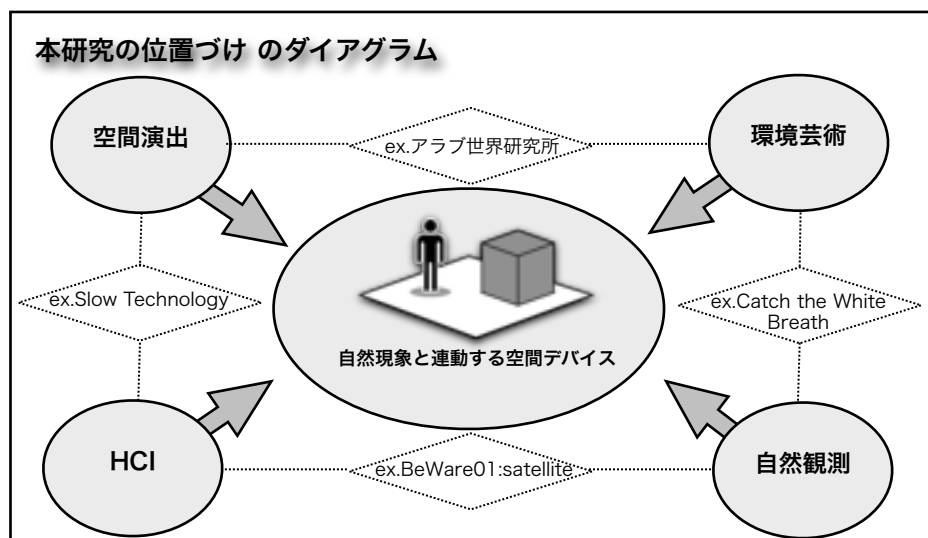 本研究の位置づけ のダイアグラム
空間演出
ex.アラブ世界研究所
環境芸術
ex.Slow Technology
自然現象と連動する空間デバイス
ex.Catch the White
Breath
HCI
ex.BeWare01:satellite
自然観測